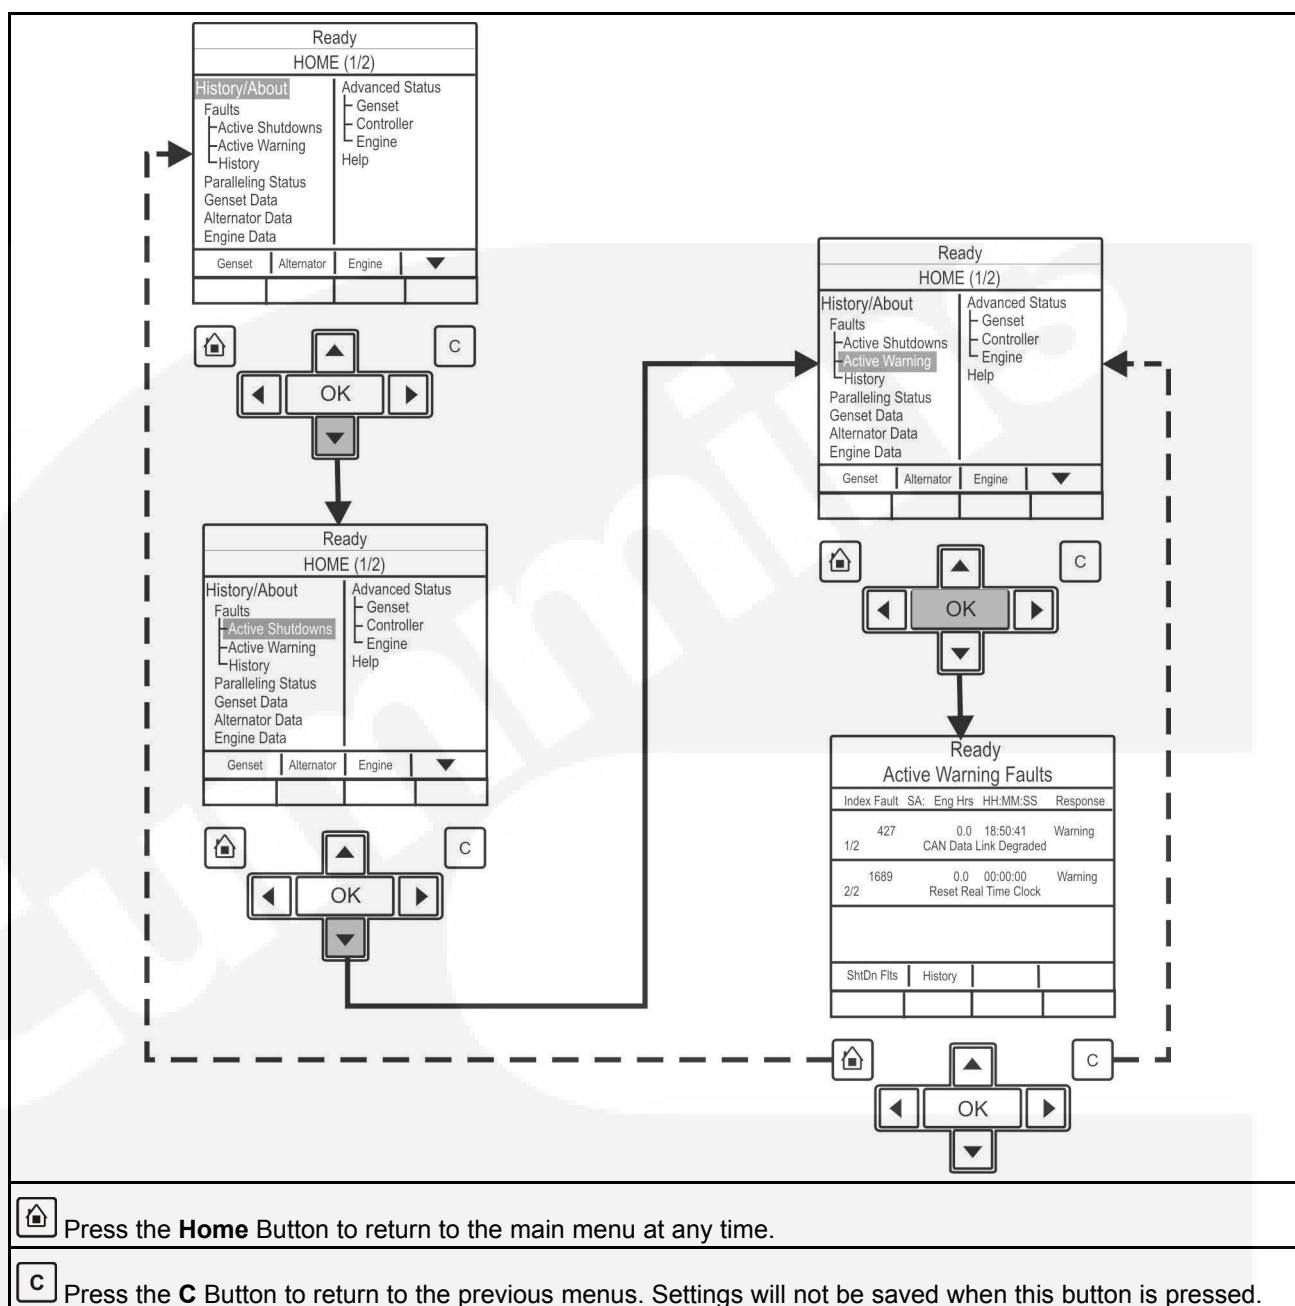 Ready
HOME (1/2)
History/About
Faults
Active Shutdowns
Active Warning
History
Paralleling Status
Genset Data
Alternator Data
Engine Data
Advanced Status
Genset
Controller
Engine
Help
Genset Alternator Engine
C
OK
Ready
HOME (1/2)
History/About
Faults
Active Shutdowns
Active Warning
History
Paralleling Status
Genset Data
Alternator Data
Engine Data
Advanced Status
Genset
Controller
Engine
Help
Genset Alternator Engine
C
OK
Ready
HOME (1/2)
History/About
Faults
Active Shutdowns
Active Warning
History
Paralleling Status
Genset Data
Alternator Data
Engine Data
Advanced Status
Genset
Controller
Engine
Help
Genset Alternator Engine
C
OK
Ready
Active Warning Faults
Index Fault SA: Eng Hrs HH:MM:SS Response
427 0.0 18:50:41 Warning
1/2 CAN Data Link Degraded
1689 0.0 00:00:00 Warning
2/2 Reset Real Time Clock
ShtDn Flts History
C
OK
Press the Home Button to return to the main menu at any time.
C Press the C Button to return to the previous menus. Settings will not be saved when this button is pressed.
Cummins